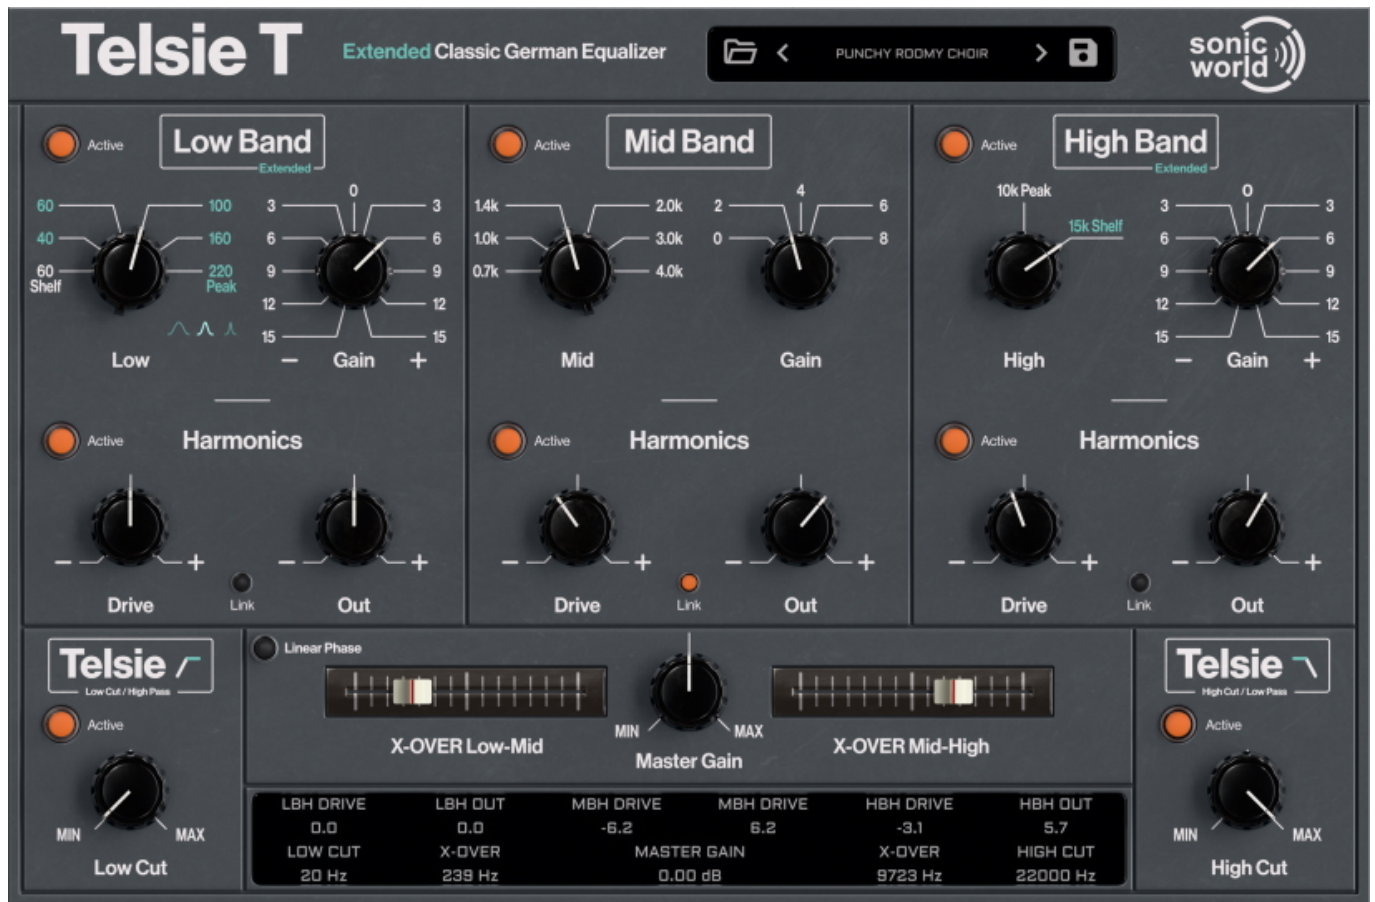 Telsie T
Extended Classic German Equalizer
PUNCHY ROOMY CHOIR
sonic
world
Active
Low Band
Extended
60 100
40 160
60 220
Shelf Peak
Low
0
3 3
6 6
9 9
12 12
15 15
− Gain +
Active
Mid Band
1.4k 2.0k
1.0k 3.0k
0.7k 4.0k
Mid
4
2 6
0 8
Gain
Active
High Band
Extended
10k Peak
15k Shelf
High
0
3 3
6 6
9 9
12 12
15 15
− Gain +
Active Harmonics
− + − +
Drive Link Out
Active Harmonics
− + − +
Drive Link Out
Active Harmonics
− + − +
Drive Link Out
Telsie
Low Cut / High Pass
Active
MIN MAX
Low Cut
Linear Phase
X-OVER Low-Mid
MIN MAX
Master Gain
X-OVER Mid-High
LBH DRIVE LBH OUT MBH DRIVE MBH DRIVE HBH DRIVE HBH OUT
0.0 0.0 -6.2 6.2 -3.1 5.7
LOW CUT X-OVER MASTER GAIN X-OVER HIGH CUT
20 Hz 239 Hz 0.00 dB 9723 Hz 22000 Hz
Telsie
High Cut / Low Pass
Active
MIN MAX
High Cut